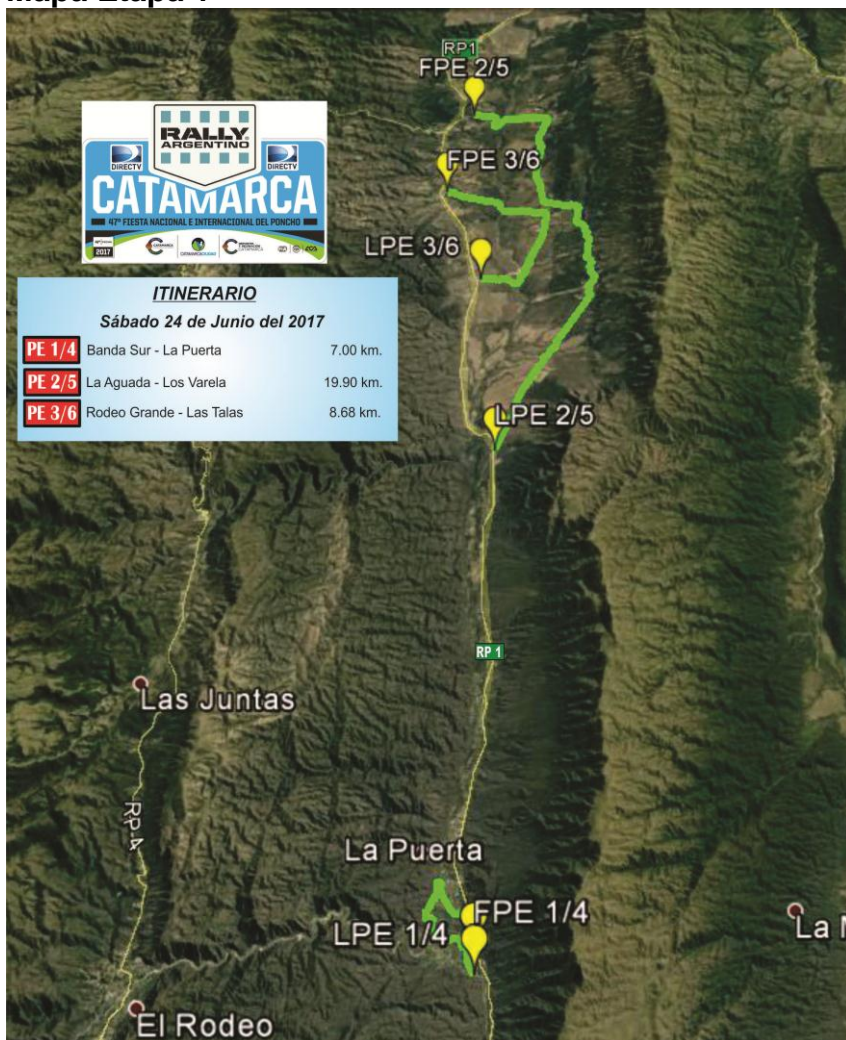 RP1
FPE 2/5
RALLY
ARGENTINO
DIRECTV
DIRECTV
CATAMARCA
47º FIESTA NACIONAL E INTERNACIONAL DEL PONCHO
2017
FPE 3/6
LPE 3/6
ITINERARIO
Sábado 24 de Junio del 2017
PE 1/4 Banda Sur - La Puerta 7.00 km.
PE 2/5 La Aguada - Los Varela 19.90 km.
PE 3/6 Rodeo Grande - Las Talas 8.68 km.
LPE 2/5
RP 1
Las Juntas
RP-4
La Puerta
FPE 1/4
LPE 1/4
La
El Rodeo